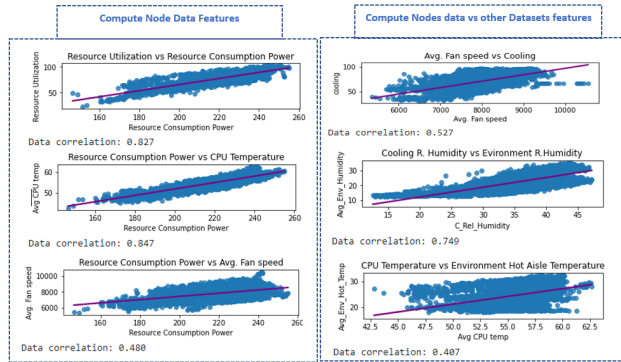 Compute Node Data Features
Resource Utilization vs Resource Consumption Power
Resource Utilization
100
50
160
180
200
220
240
260
Resource Consumption Power
Data correlation: 0.827
Resource Consumption Power vs CPU Temperature
Avg CPU temp
60
50
160
180
200
220
240
260
Resource Consumption Power
Data correlation: 0.847
Resource Consumption Power vs Avg. Fan speed
Avg. Fan speed
10000
8000
6000
160
180
200
220
240
260
Resource Consumption Power
Data correlation: 0.480
Compute Nodes data vs other Datasets features
Avg. Fan speed vs Cooling
cooling
100
50
6000
7000
8000
9000
10000
Avg. Fan speed
Data correlation: 0.527
Cooling R. Humidity vs Evironment R.Humidity
Avg_Env_Humidity
30
20
10
15
20
25
30
35
40
45
C_Rel_Humidity
Data correlation: 0.749
CPU Temperature vs Environment Hot Aisle Temperature
Avg_Env_Hot_Temp
30
20
42.5
45.0
47.5
50.0
52.5
55.0
57.5
60.0
62.5
Avg CPU temp
Data correlation: 0.407